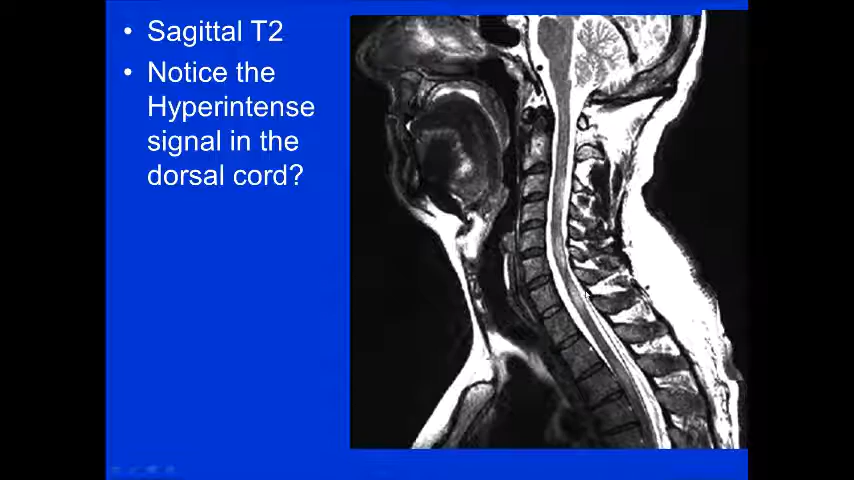 • Sagittal T2
• Notice the
Hyperintense
signal in the
dorsal cord?